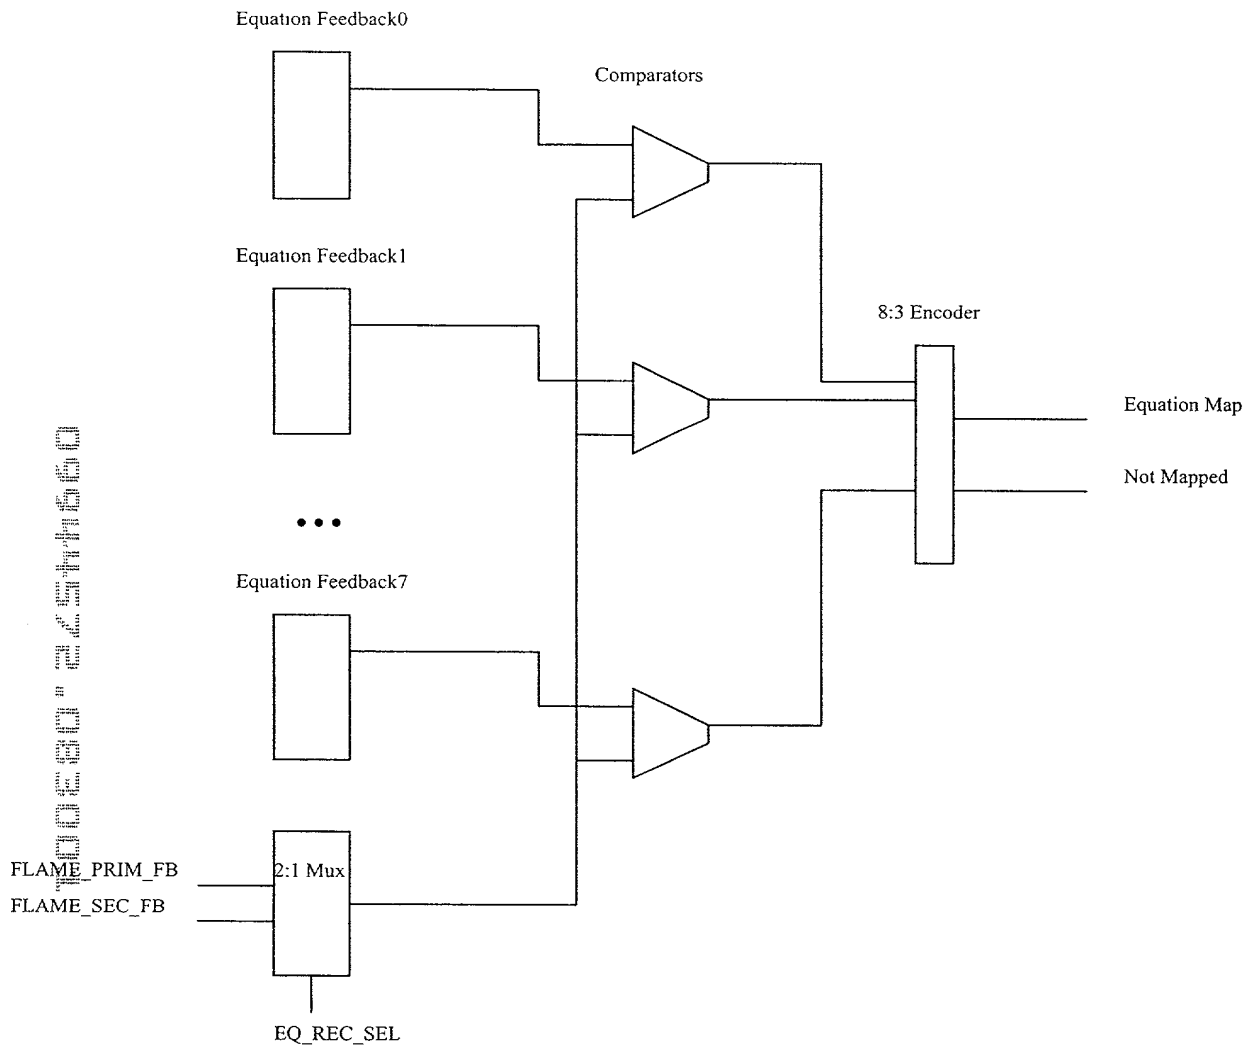 Equation Feedback0
Comparators
Equation Feedback1
8:3 Encoder
Equation Map
Not Mapped
...
Equation Feedback7
2:1 Mux
FLAME_PRIM_FB
FLAME_SEC_FB
EQ_REC_SEL